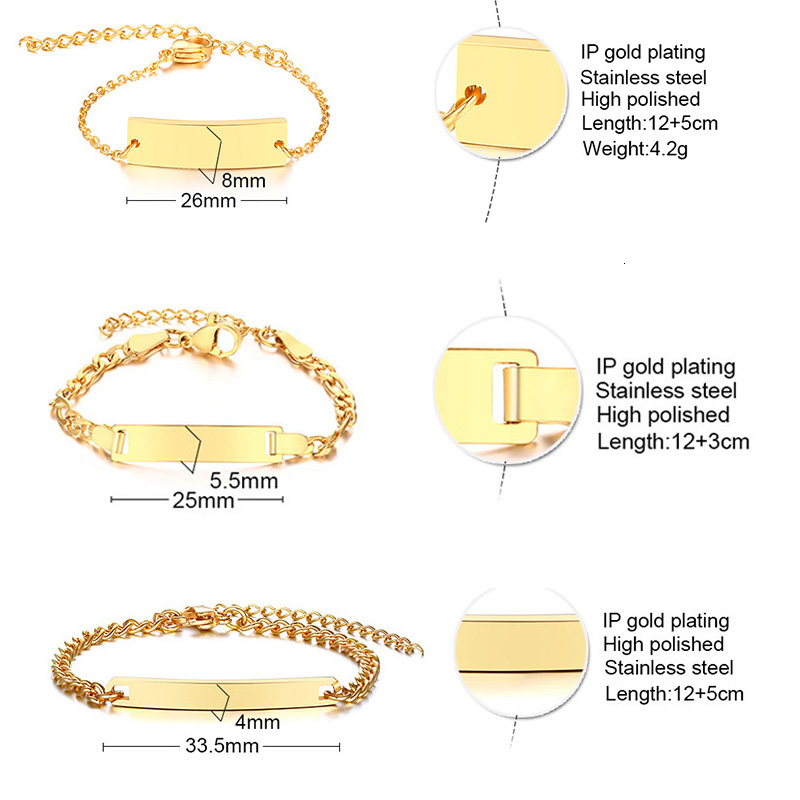 IP gold plating
Stainless steel
High polished
Length:12+5cm
Weight:4.2g
8mm
26mm
IP gold plating
Stainless steel
High polished
Length:12+3cm
5.5mm
25mm
IP gold plating
High polished
Stainless steel
Length:12+5cm
4mm
33.5mm